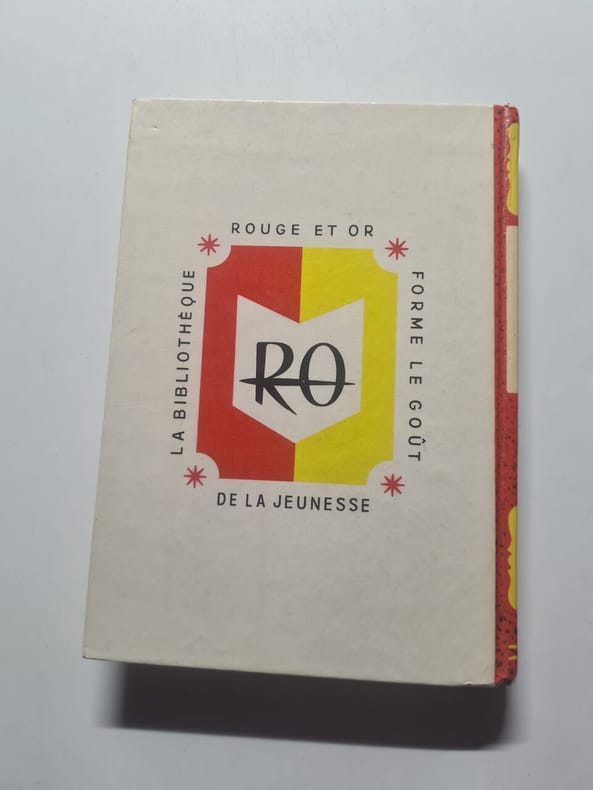 LA BIBLIOTHÈQUE
ROUGE ET OR
FORME LE GOÛT
DE LA JEUNESSE
RO